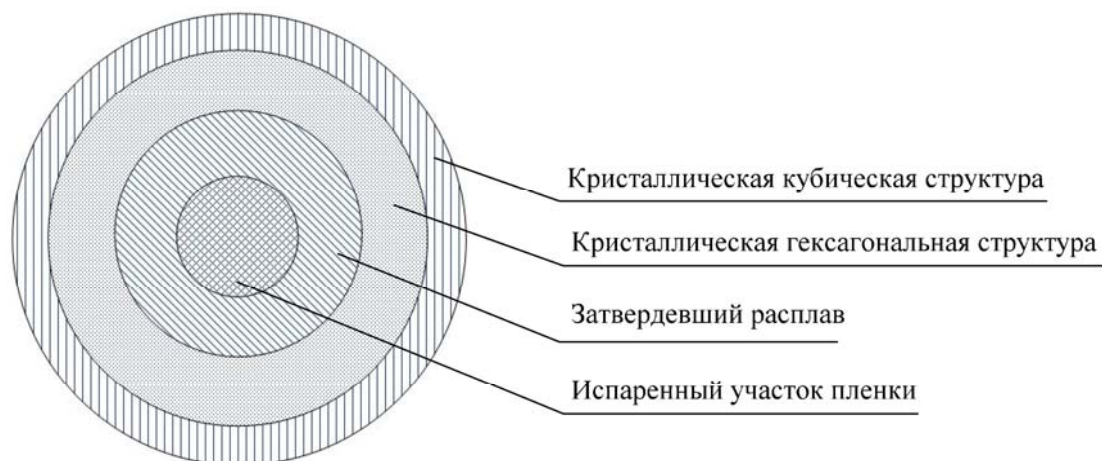 Кристаллическая кубическая структура
Кристаллическая гексагональная структура
Затвердевший расплав
Испаренный участок пленки